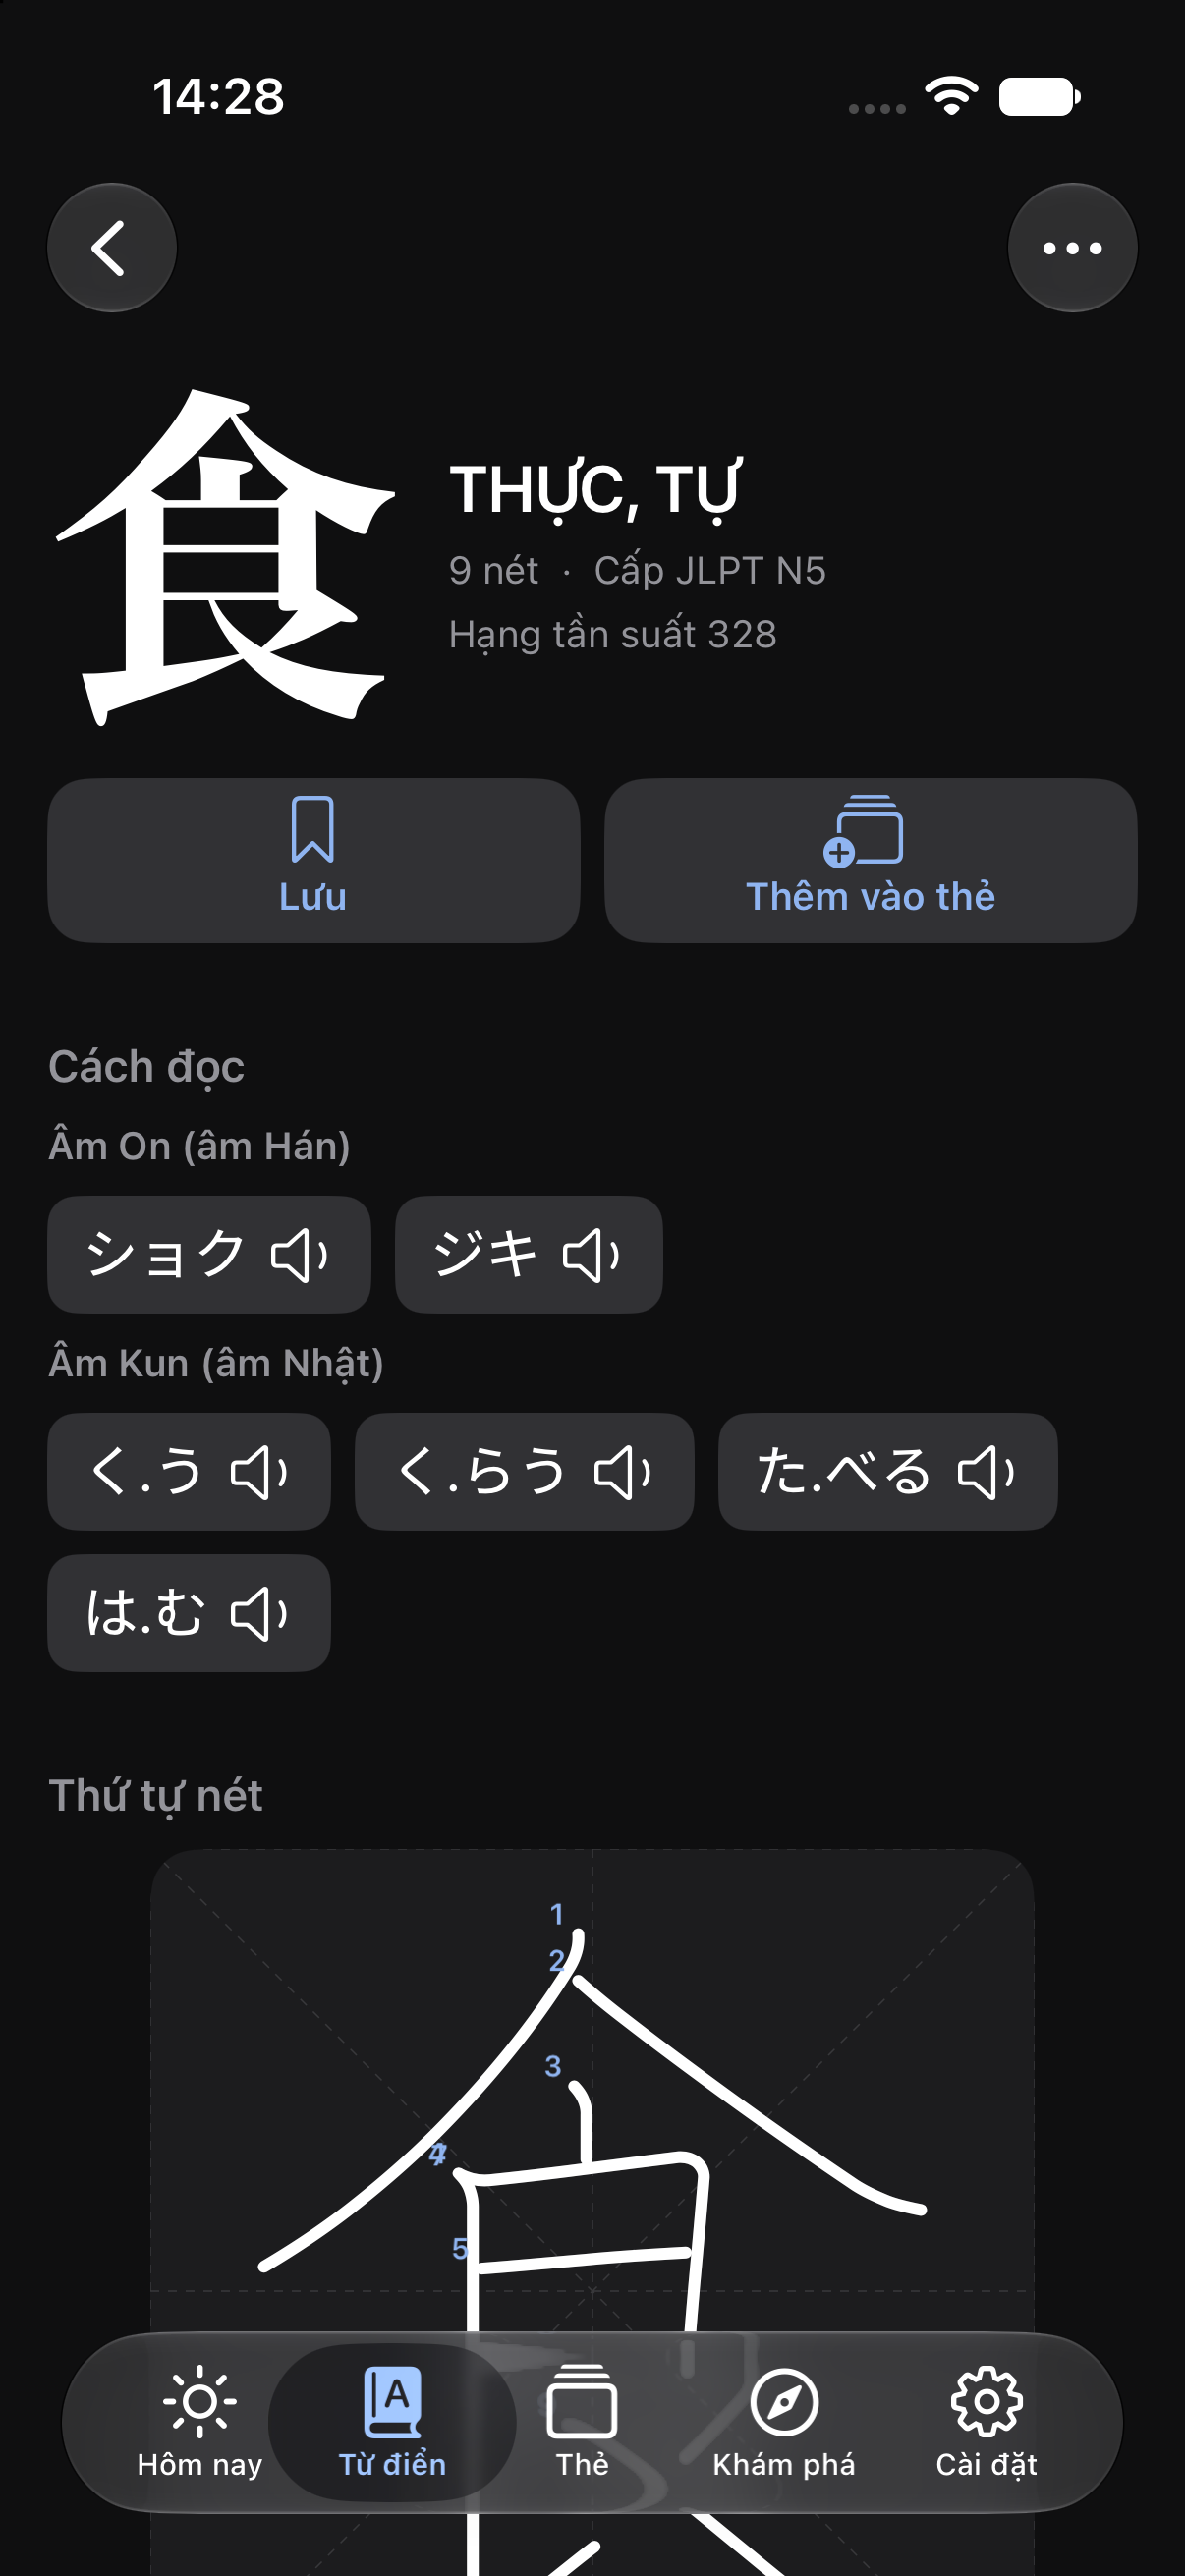 14:28
食
THỰC, TỰ
9 nét · Cấp JLPT N5
Hạng tần suất 328
Lưu
Thêm vào thẻ
Cách đọc
Âm On (âm Hán)
ショク
ジキ
Âm Kun (âm Nhật)
く.う
く.らう
た.べる
は.む
Thứ tự nét
1
2
3
5
Hôm nay
Từ điển
Thẻ
Khám phá
Cài đặt